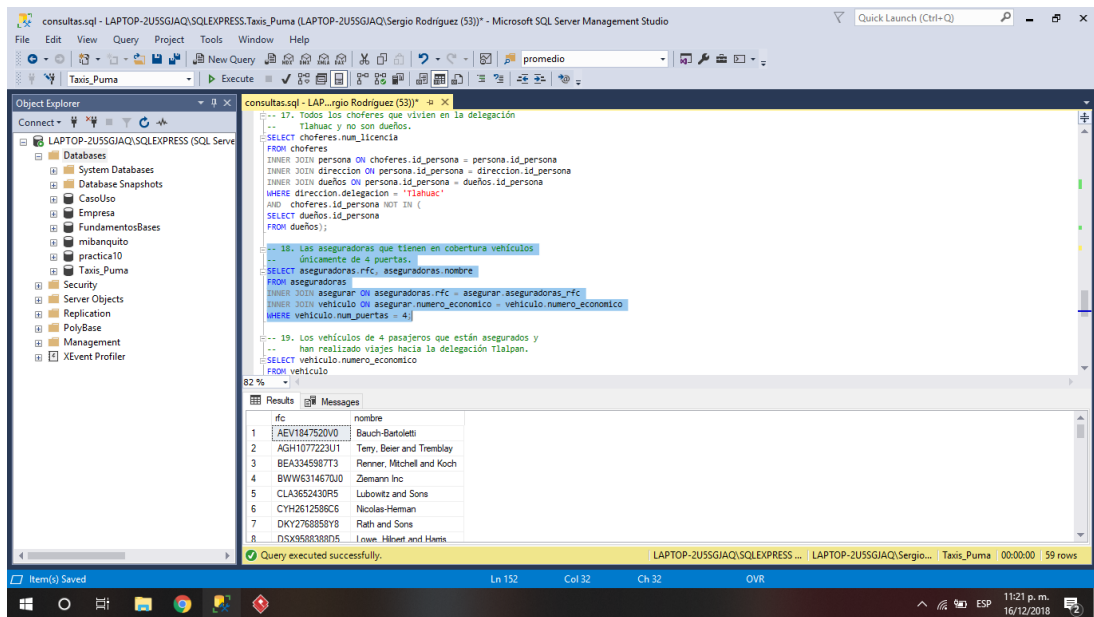 consultas.sql - LAPTOP-2U5SGJAQ\SQLEXPRESS.Taxis_Puma (LAPTOP-2U5SGJAQ\Sergio Rodríguez (53))* - Microsoft SQL Server Management Studio
Quick Launch (Ctrl+Q)
File Edit View Query Project Tools Window Help
New Query
promedio
Taxis_Puma
Execute
Object Explorer
consultas.sql - LAP...rgio Rodríguez (53))*
Connect
LAPTOP-2U5SGJAQ\SQLEXPRESS (SQL Serve
Databases
System Databases
Database Snapshots
CasoUso
Empresa
FundamentosBases
mibanquito
practica10
Taxis_Puma
Security
Server Objects
Replication
PolyBase
Management
XEvent Profiler
-- 17. Todos los choferes que vivien en la delegación
-- Tlahuac y no son dueños.
SELECT choferes.num_licencia
FROM choferes
INNER JOIN persona ON choferes.id_persona = persona.id_persona
INNER JOIN direccion ON persona.id_persona = direccion.id_persona
INNER JOIN dueños ON persona.id_persona = dueños.id_persona
WHERE direccion.delegacion = 'Tlahuac'
AND choferes.id_persona NOT IN (
SELECT dueños.id_persona
FROM dueños);
-- 18. Las aseguradoras que tienen en cobertura vehículos
-- únicamente de 4 puertas.
SELECT aseguradoras.rfc, aseguradoras.nombre
FROM aseguradoras
INNER JOIN asegurar ON aseguradoras.rfc = asegurar.aseguradoras_rfc
INNER JOIN vehiculo ON asegurar.numero_economico = vehiculo.numero_economico
WHERE vehiculo.num_puertas = 4;
-- 19. Los vehículos de 4 pasajeros que están asegurados y
-- han realizado viajes hacia la delegación Tlalpan.
SELECT vehiculo.numero_economico
FROM vehiculo
82 %
Results Messages
rfc nombre
1 AEV1847520V0 Bauch-Bartoletti
2 AGH1077223U1 Terry, Beier and Tremblay
3 BEA3345987T3 Renner, Mitchell and Koch
4 BWW6314670J0 Ziemann Inc
5 CLA3652430R5 Lubowitz and Sons
6 CYH2612586C6 Nicolas-Herman
7 DKY2768858Y8 Rath and Sons
8 DSX9588388D5 Lowe, Hilpert and Harris
Query executed successfully. LAPTOP-2U5SGJAQ\SQLEXPRESS ... LAPTOP-2U5SGJAQ\Sergio... Taxis_Puma 00:00:00 59 rows
Item(s) Saved Ln 152 Col 32 Ch 32 OVR
ESP
11:21 p. m.
16/12/2018
2